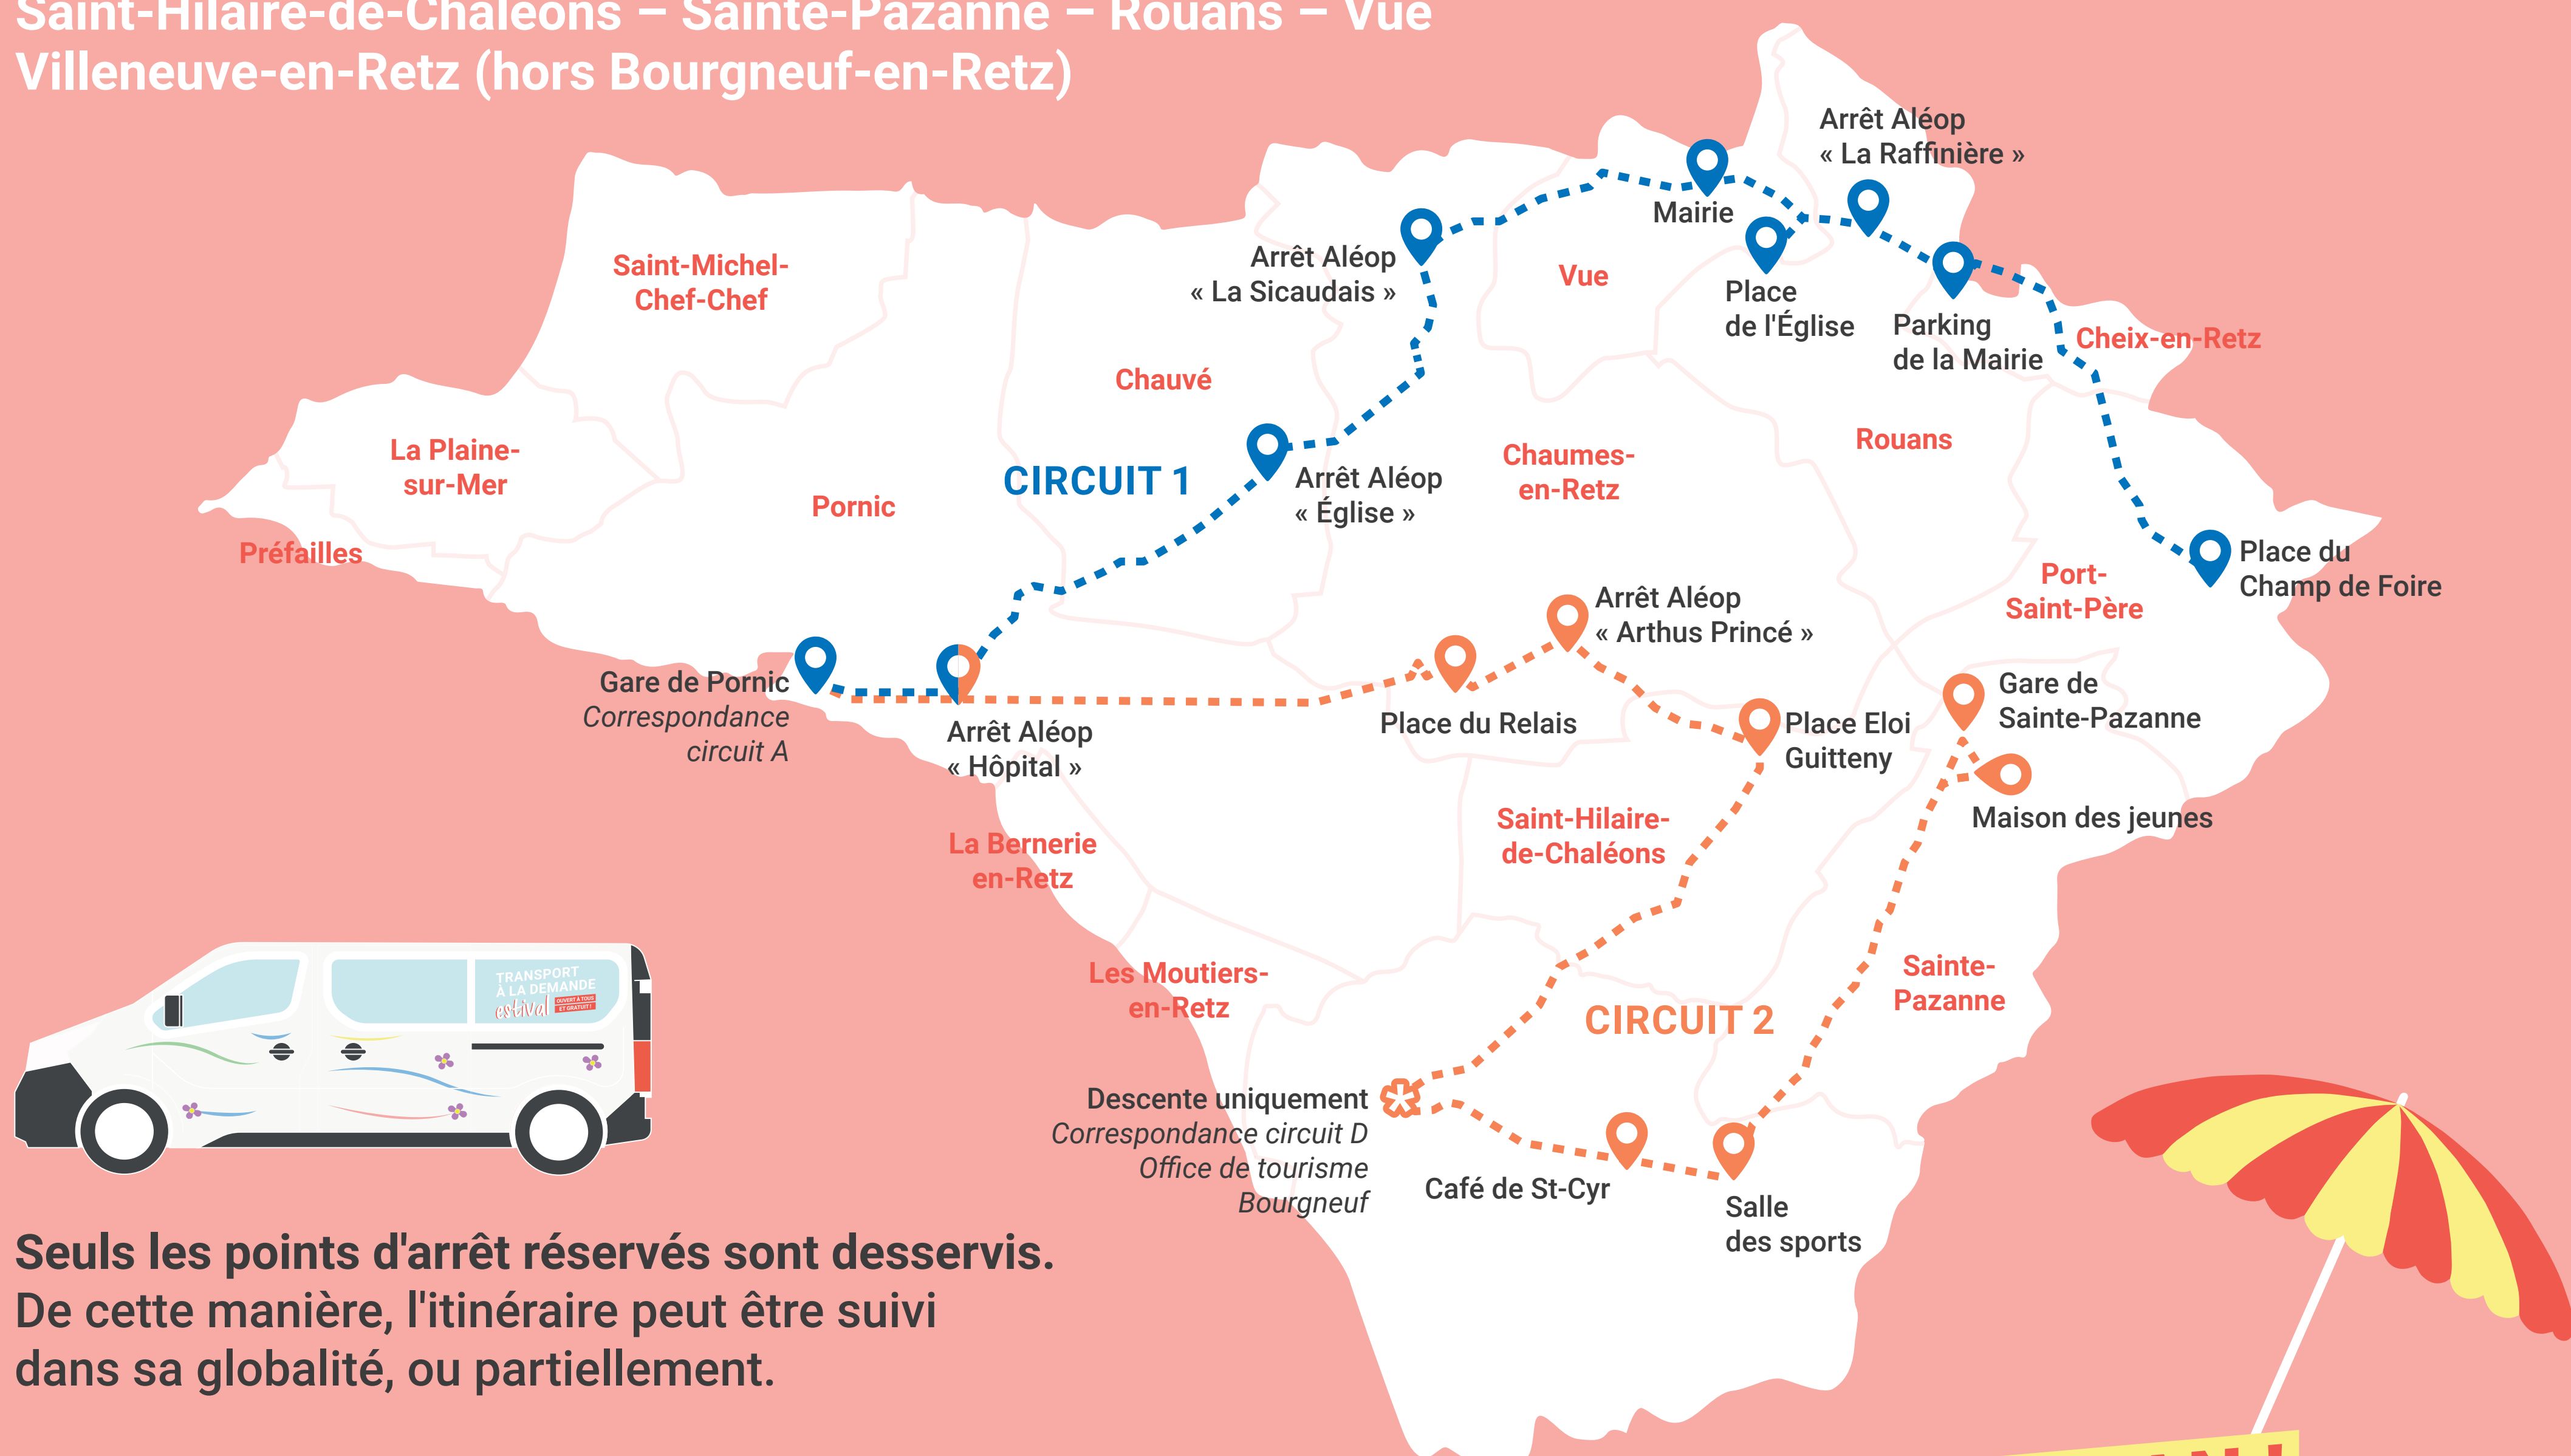 Saint-Hilaire-de-Chaléons – Sainte-Pazanne – Rouans – Vue
Villeneuve-en-Retz (hors Bourgneuf-en-Retz)
Arrêt Aléop
« La Raffinière »
Mairie
Arrêt Aléop
« La Sicaudais »
Saint-Michel-
Chef-Chef
Vue
Place
de l'Église
Parking
de la Mairie
Cheix-en-Retz
Chauvé
La Plaine-
sur-Mer
Rouans
Chaumes-
en-Retz
CIRCUIT 1
Arrêt Aléop
« Église »
Pornic
Préfailles
Place du
Champ de Foire
Port-
Saint-Père
Arrêt Aléop
« Arthus Princé »
Gare de Pornic
Correspondance
circuit A
Arrêt Aléop
« Hôpital »
Place du Relais
Place Eloi
Guitteny
Gare de
Sainte-Pazanne
Maison des jeunes
Saint-Hilaire-
de-Chaléons
La Bernerie
en-Retz
Les Moutiers-
en-Retz
Sainte-
Pazanne
CIRCUIT 2
TRANSPORT
À LA DEMANDE
estival
OUVERT À TOUS
ET GRATUIT !
Descente uniquement
Correspondance circuit D
Office de tourisme
Bourgneuf
Café de St-Cyr
Salle
des sports
Seuls les points d'arrêt réservés sont desservis.
De cette manière, l'itinéraire peut être suivi
dans sa globalité, ou partiellement.